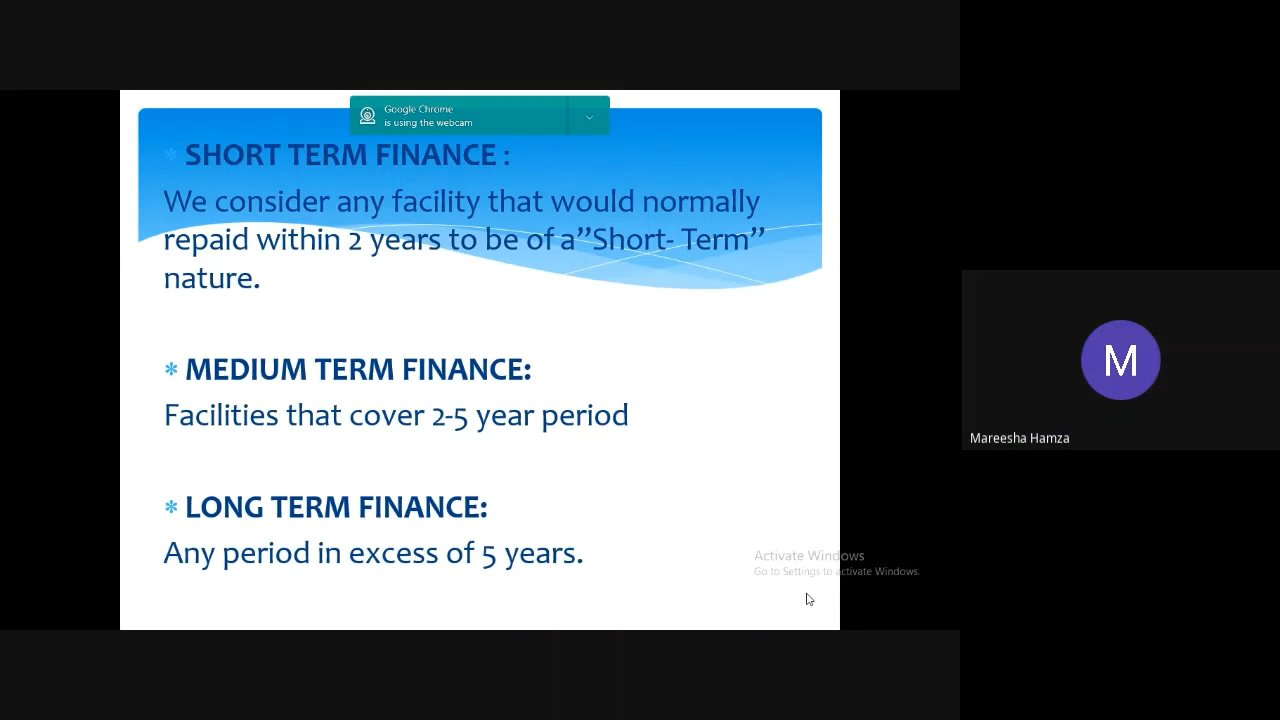 Google Chrome
is using the webcam
* SHORT TERM FINANCE :
We consider any facility that would normally
repaid within 2 years to be of a”Short- Term”
nature.
* MEDIUM TERM FINANCE:
Facilities that cover 2-5 year period
* LONG TERM FINANCE:
Any period in excess of 5 years.
Activate Windows
Go to Settings to activate Windows.
M
Mareesha Hamza